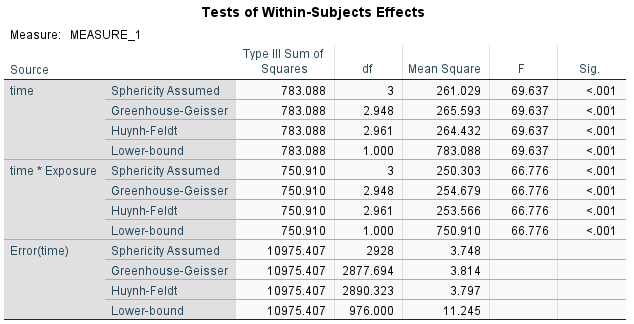 Tests of Within-Subjects Effects
Measure: MEASURE_1
Type III Sum of
Source Squares df Mean Square F Sig.
time Sphericity Assumed 783.088 3 261.029 69.637 <.001
Greenhouse-Geisser 783.088 2.948 265.593 69.637 <.001
Huynh-Feldt 783.088 2.961 264.432 69.637 <.001
Lower-bound 783.088 1.000 783.088 69.637 <.001
time * Exposure Sphericity Assumed 750.910 3 250.303 66.776 <.001
Greenhouse-Geisser 750.910 2.948 254.679 66.776 <.001
Huynh-Feldt 750.910 2.961 253.566 66.776 <.001
Lower-bound 750.910 1.000 750.910 66.776 <.001
Error(time) Sphericity Assumed 10975.407 2928 3.748
Greenhouse-Geisser 10975.407 2877.694 3.814
Huynh-Feldt 10975.407 2890.323 3.797
Lower-bound 10975.407 976.000 11.245